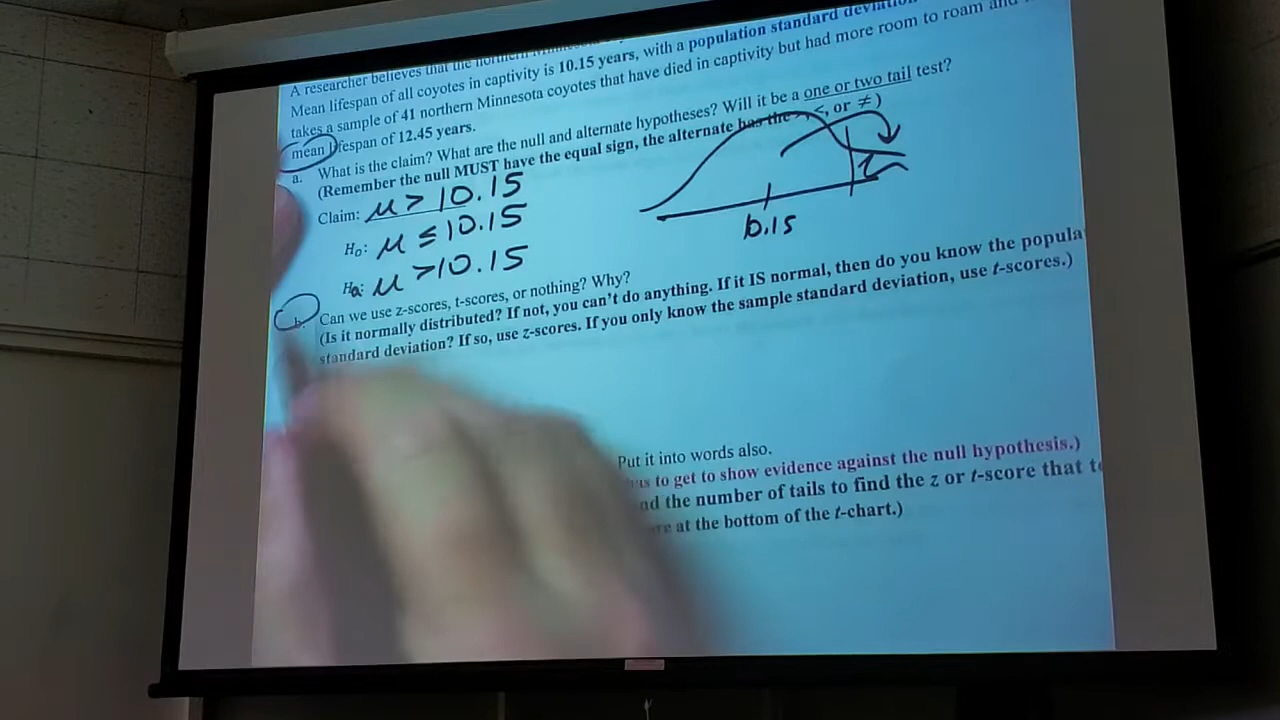 A researcher believes that the northern
Mean lifespan of all coyotes in captivity is 10.15 years, with a population standard
takes a sample of 41 northern Minnesota coyotes that have died in captivity but had more room to roam and
mean lifespan of 12.45 years.
a. What is the claim? What are the null and alternate hypotheses? Will it be a one or two tail test?
(Remember the null MUST have the equal sign, the alternate has the >, <, or ≠)
Claim: μ > 10.15
H₀: μ ≤ 10.15
Hₐ: μ > 10.15
10.15
b. Can we use z-scores, t-scores, or nothing? Why?
(Is it normally distributed? If not, you can't do anything. If it IS normal, then do you know the
standard deviation? If so, use z-scores. If you only know the sample standard deviation, use t-scores.)
Put it into words also.
to get to show evidence against the null hypothesis.)
the number of tails to find the z or t-score that
at the bottom of the t-chart.)